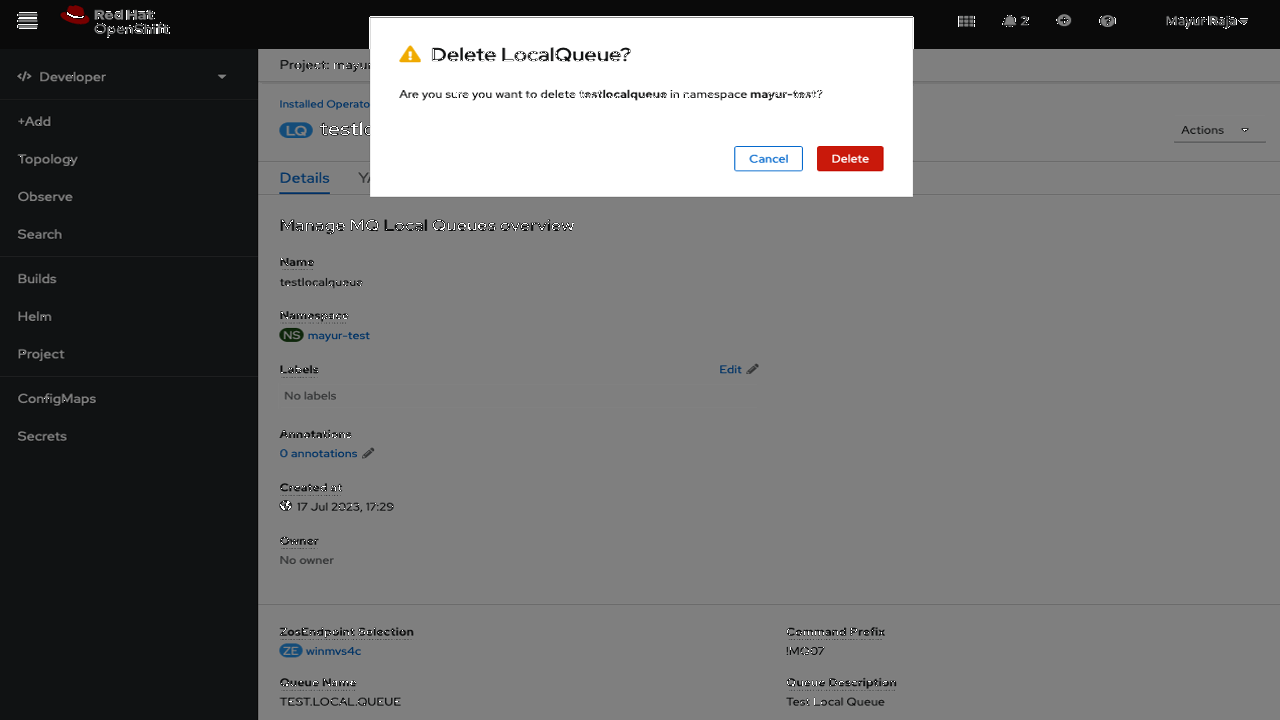 Red Hat
OpenShift
2
Mayur Raja
Developer
+Add
Topology
Observe
Search
Builds
Helm
Project
ConfigMaps
Secrets
Project: mayu
Installed Operato
LQ testlo
Actions
Delete LocalQueue?
Are you sure you want to delete testlocalqueue in namespace mayur-test?
Cancel Delete
Details YA
Manage MQ Local Queues overview
Name
testlocalqueue
Namespace
NS mayur-test
Labels Edit
No labels
Annotations
0 annotations
Created at
17 Jul 2023, 17:29
Owner
No owner
ZosEndpoint Selection Command Prefix
ZE winmvs4c !MQ07
Queue Name Queue Description
TEST.LOCAL.QUEUE Test Local Queue